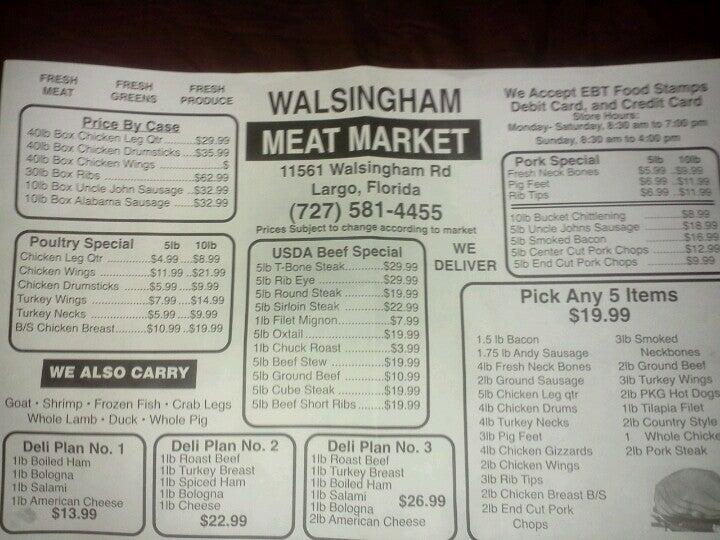 FRESH MEAT
FRESH GREENS
FRESH PRODUCE
WALSINGHAM
MEAT MARKET
11561 Walsingham Rd
Largo, Florida
(727) 581-4455
Prices Subject to change according to market
We Accept EBT Food Stamps
Debit Card, and Credit Card
Store Hours:
Monday- Saturday, 8:30 am to 7:00 pm
Sunday, 8:30 am to 4:00 pm
Price By Case
40lb Box Chicken Leg Qtr......$29.99
40lb Box Chicken Drumsticks...$35.99
40lb Box Chicken Wings............$
30lb Box Ribs.....................$62.99
10lb Box Uncle John Sausage ..$32.99
10lb Box Alabama Sausage .....$32.99
Pork Special 5lb 10lb
Fresh Neck Bones $5.99 ..$9.99
Pig Feet $6.99 ..$11.99
Rib Tips $6.99 ..$11.99
10lb Bucket Chittlening ........$8.99
5lb Uncle Johns Sausage .....$18.99
5lb Smoked Bacon ..............$16.99
5lb Center Cut Pork Chops ...$12.99
5lb End Cut Pork Chops .......$9.99
Poultry Special 5lb 10lb
Chicken Leg Qtr............$4.99....$8.99
Chicken Wings .............$11.99 ..$21.99
Chicken Drumsticks.......$5.99 ...$9.99
Turkey Wings...............$7.99 ...$14.99
Turkey Necks...............$5.99 ...$9.99
B/S Chicken Breast........$10.99 ..$19.99
USDA Beef Special
5lb T-Bone Steak..........$29.99
5lb Rib Eye .................$29.99
5lb Round Steak ..........$19.99
5lb Sirloin Steak ..........$22.99
1lb Filet Mignon............$7.99
5lb Oxtail....................$19.99
1lb Chuck Roast ...........$3.99
5lb Beef Stew ..............$19.99
5lb Ground Beef ..........$10.99
5lb Cube Steak ............$19.99
5lb Beef Short Ribs .......$19.99
WE
DELIVER
Pick Any 5 Items
$19.99
1.5 lb Bacon
1.75 lb Andy Sausage
4lb Fresh Neck Bones
2lb Ground Sausage
5lb Chicken Leg qtr
4lb Chicken Drums
4lb Turkey Necks
3lb Pig Feet
4lb Chicken Gizzards
2lb Chicken Wings
3lb Rib Tips
2lb Chicken Breast B/S
2lb End Cut Pork
Chops
3lb Smoked
Neckbones
2lb Ground Beef
3lb Turkey Wings
2lb PKG Hot Dogs
1lb Tilapia Filet
2lb Country Style
1 Whole Chicke
2lb Pork Steak
WE ALSO CARRY
Goat • Shrimp • Frozen Fish • Crab Legs
Whole Lamb • Duck • Whole Pig
Deli Plan No. 1
1lb Boiled Ham
1lb Bologna
1lb Salami
1lb American Cheese
$13.99
Deli Plan No. 2
1lb Roast Beef
1lb Turkey Breast
1lb Spiced Ham
1lb Bologna
1lb Cheese
$22.99
Deli Plan No. 3
1lb Roast Beef
1lb Turkey Breast
1lb Boiled Ham
1lb Salami
1lb Bologna $26.99
2lb American Cheese